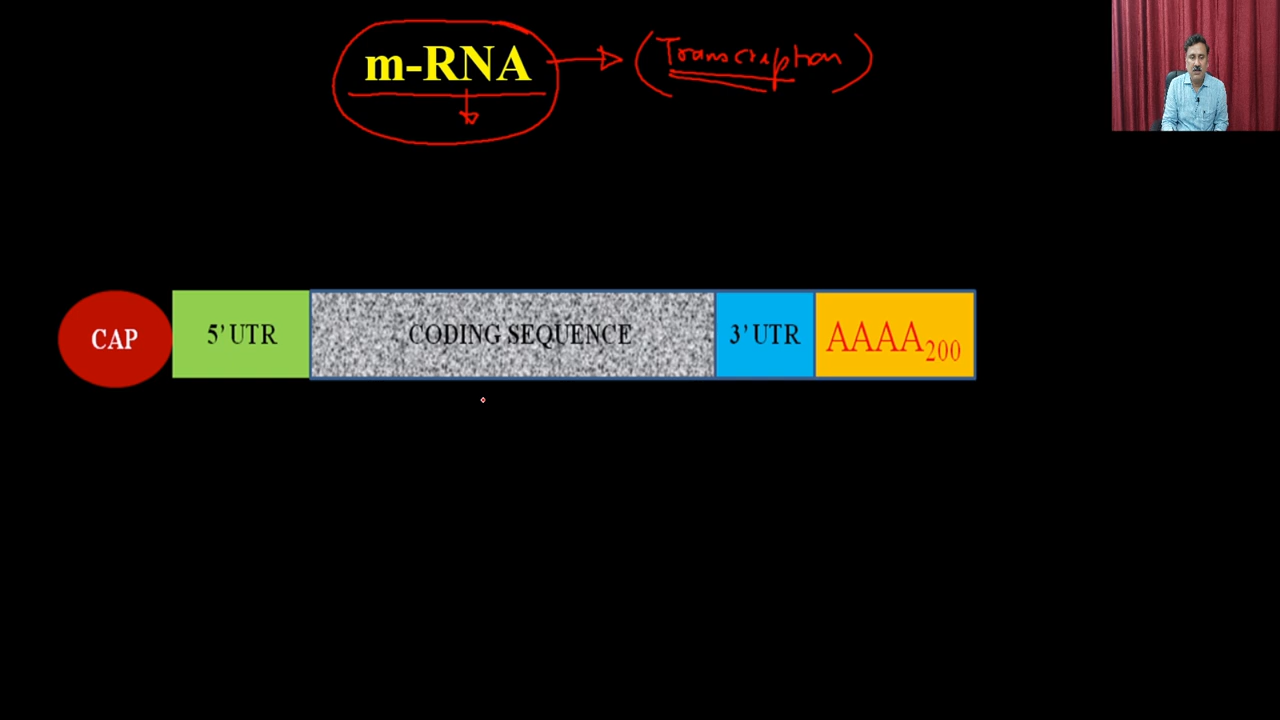 m-RNA (Transcription)
CAP 5' UTR CODING SEQUENCE 3' UTR AAAA200